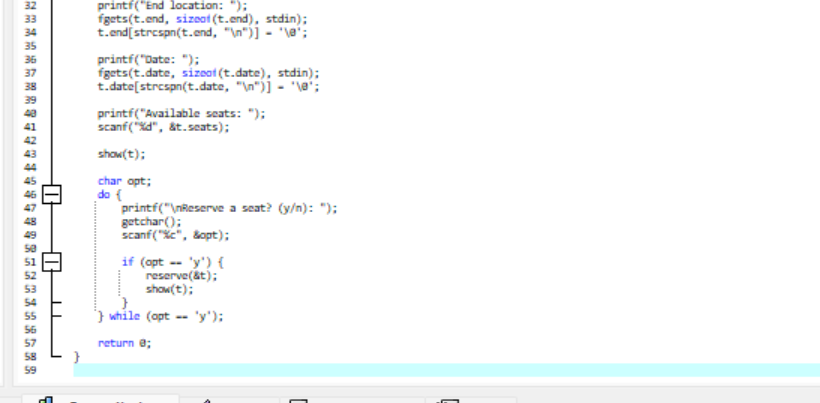 32 printf("End location: ");
33 fgets(t.end, sizeof(t.end), stdin);
34 t.end[strcspn(t.end, "\n")] = '\0';
35
36 printf("Date: ");
37 fgets(t.date, sizeof(t.date), stdin);
38 t.date[strcspn(t.date, "\n")] = '\0';
39
40 printf("Available seats: ");
41 scanf("%d", &t.seats);
42
43 show(t);
44
45 char opt;
46 do {
47 printf("\nReserve a seat? (y/n): ");
48 getchar();
49 scanf("%c", &opt);
50
51 if (opt == 'y') {
52 reserve(&t);
53 show(t);
54 }
55 } while (opt == 'y');
56
57 return 0;
58 }
59